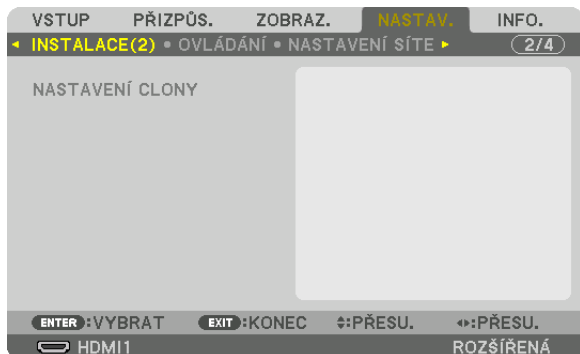 VSTUP PŘIZPŮS. ZOBRAZ. NASTAV. INFO.
INSTALACE(2) • OVLÁDÁNÍ • NASTAVENÍ SÍTE 2/4
NASTAVENÍ CLONY
ENTER :VYBRAT EXIT :KONEC :PŘESU. :PŘESU.
HDMI1 ROZŠÍŘENÁ